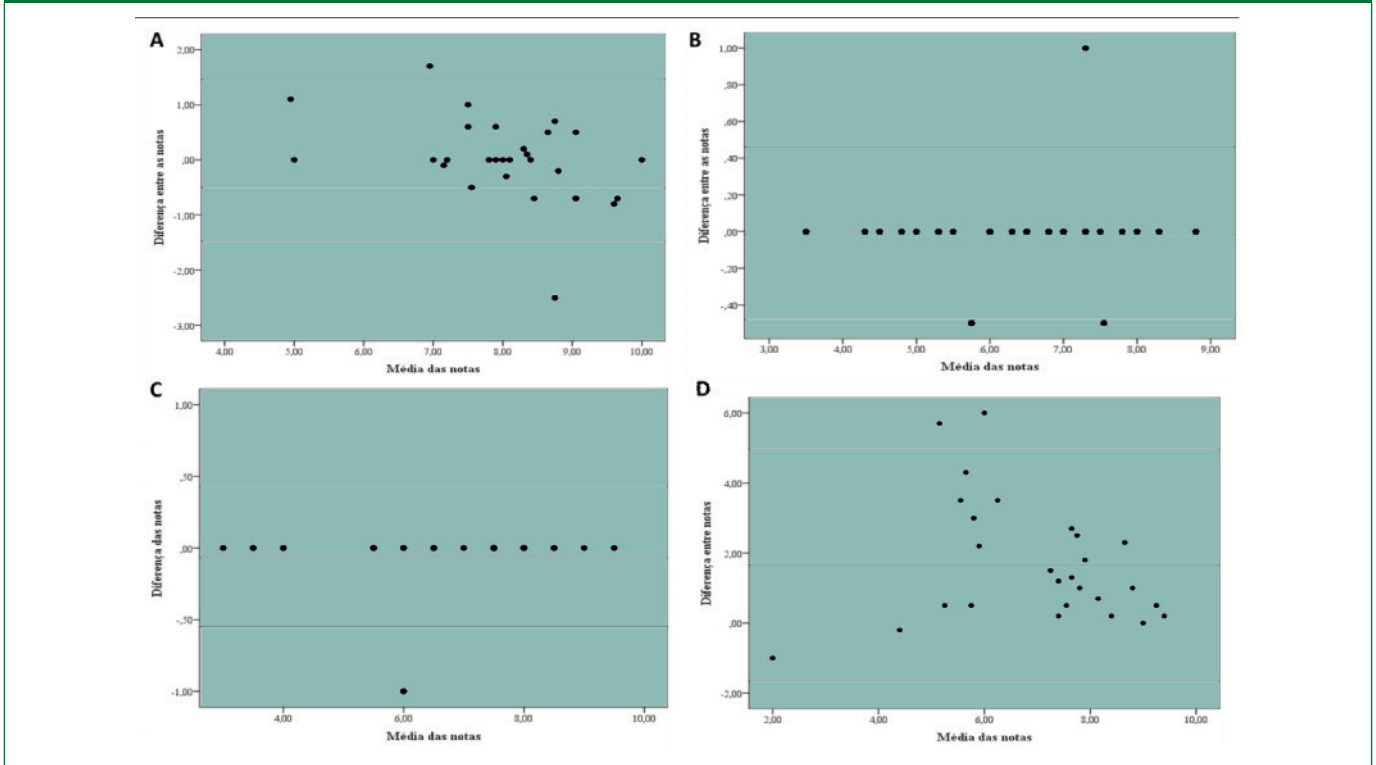 A
Diferença entre as notas
2,00
1,00
,00
-1,00
-2,00
-3,00
4,00 5,00 6,00 7,00 8,00 9,00 10,00
Média das notas
B
Diferença entre as notas
1,00
,80
,60
,40
,20
,00
-,20
-,40
3,00 4,00 5,00 6,00 7,00 8,00 9,00
Média das notas
C
Diferença das notas
1,00
,50
,00
-,50
-1,00
4,00 6,00 8,00 10,00
Média das notas
D
Diferença entre notas
6,00
4,00
2,00
,00
-2,00
2,00 4,00 6,00 8,00 10,00
Média das notas